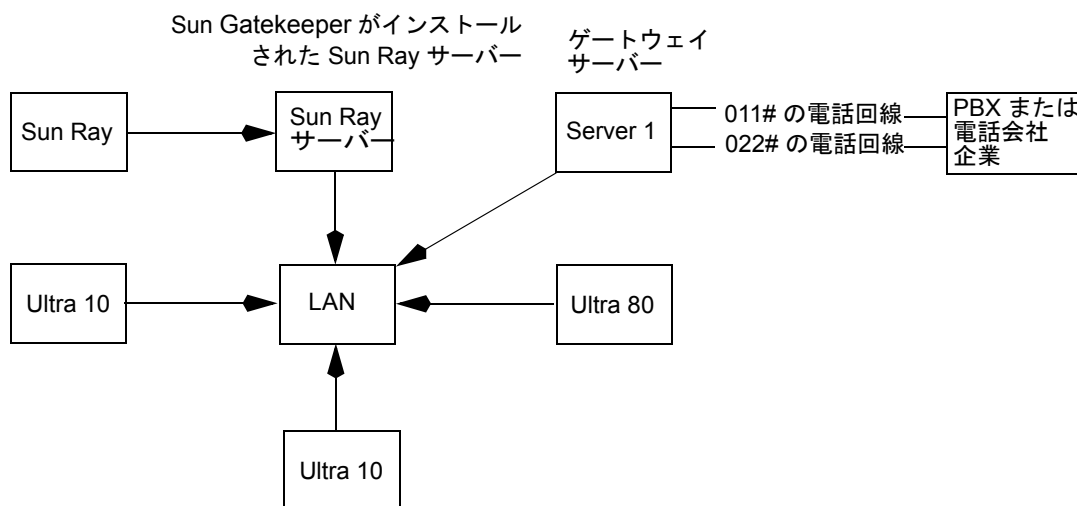 Sun Gatekeeper がインストール
された Sun Ray サーバー
ゲートウェイ
サーバー
Sun Ray
Sun Ray
サーバー
Server 1
011# の電話回線
022# の電話回線
PBX または
電話会社
企業
Ultra 10
LAN
Ultra 80
Ultra 10